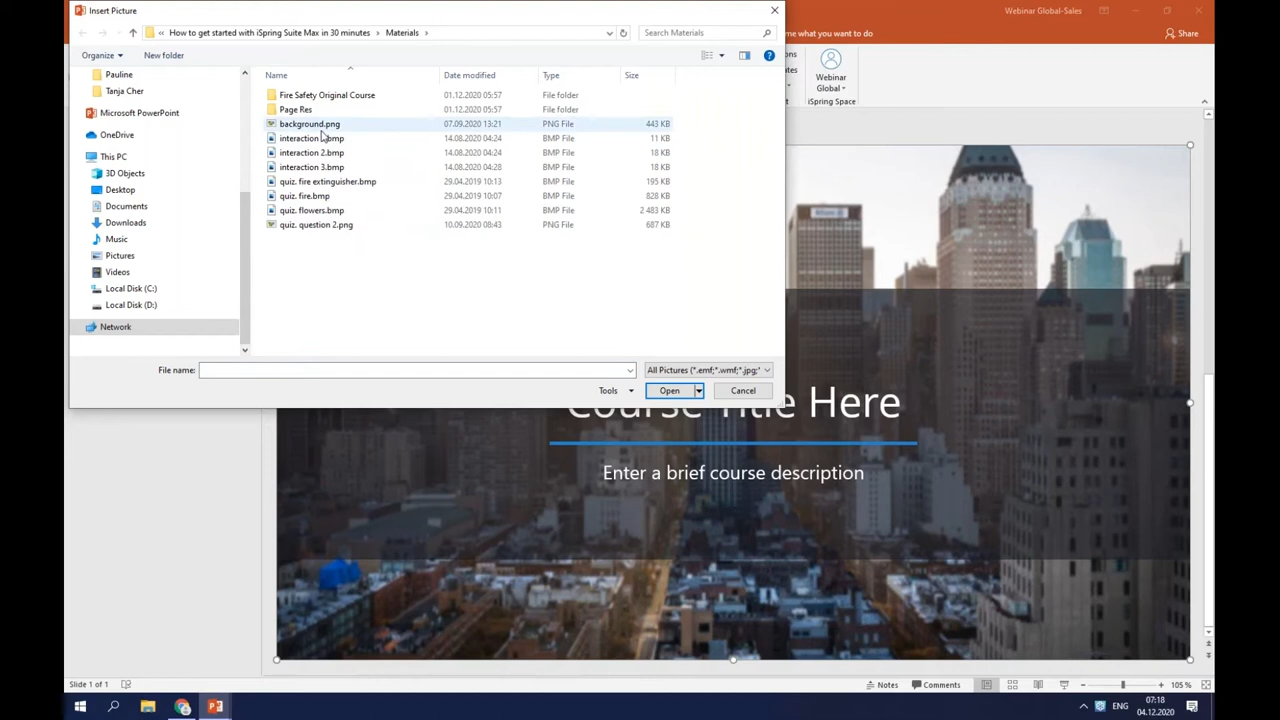 Insert Picture
Webinar Global-Sales
« How to get started with iSpring Suite Max in 30 minutes › Materials ›
Search Materials
me what you want to do
Share
Organize
New folder
Pauline
Tanja Cher
Microsoft PowerPoint
OneDrive
This PC
3D Objects
Desktop
Documents
Downloads
Music
Pictures
Videos
Local Disk (C:)
Local Disk (D:)
Network
Name Date modified Type Size
Fire Safety Original Course 01.12.2020 05:57 File folder
Page Res 01.12.2020 05:57 File folder
background.png 07.09.2020 13:21 PNG File 443 KB
interaction .bmp 14.08.2020 04:24 BMP File 11 KB
interaction 2.bmp 14.08.2020 04:24 BMP File 18 KB
interaction 3.bmp 14.08.2020 04:28 BMP File 18 KB
quiz. fire extinguisher.bmp 29.04.2019 10:13 BMP File 195 KB
quiz. fire.bmp 29.04.2019 10:07 BMP File 828 KB
quiz. flowers.bmp 29.04.2019 10:11 BMP File 2 483 KB
quiz. question 2.png 10.09.2020 08:43 PNG File 687 KB
ons
ates
Webinar
Global
iSpring Space
File name:
All Pictures (*.emf;*.wmf;*.jpg;*
Tools
Open
Cancel
Course Title Here
Enter a brief course description
Slide 1 of 1
Notes
Comments
105 %
ENG
07:18
04.12.2020